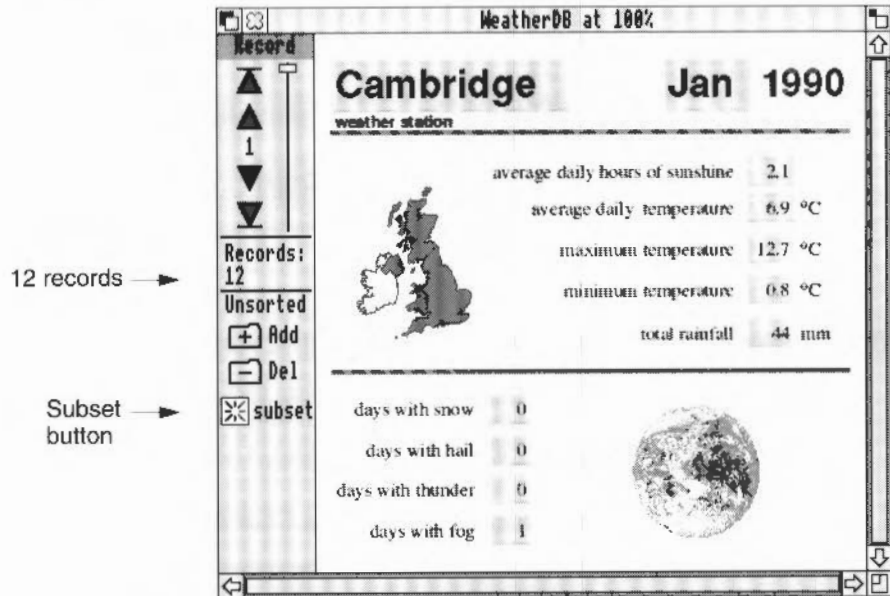 WeatherDB at 100%
Record
1
Records:
12
Unsorted
Add
Del
subset
12 records
Subset
button
Cambridge Jan 1990
weather station
average daily hours of sunshine 2.1
average daily temperature 6.9 °C
maximum temperature 12.7 °C
minimum temperature 0.8 °C
total rainfall 44 mm
days with snow 0
days with hail 0
days with thunder 0
days with fog 1